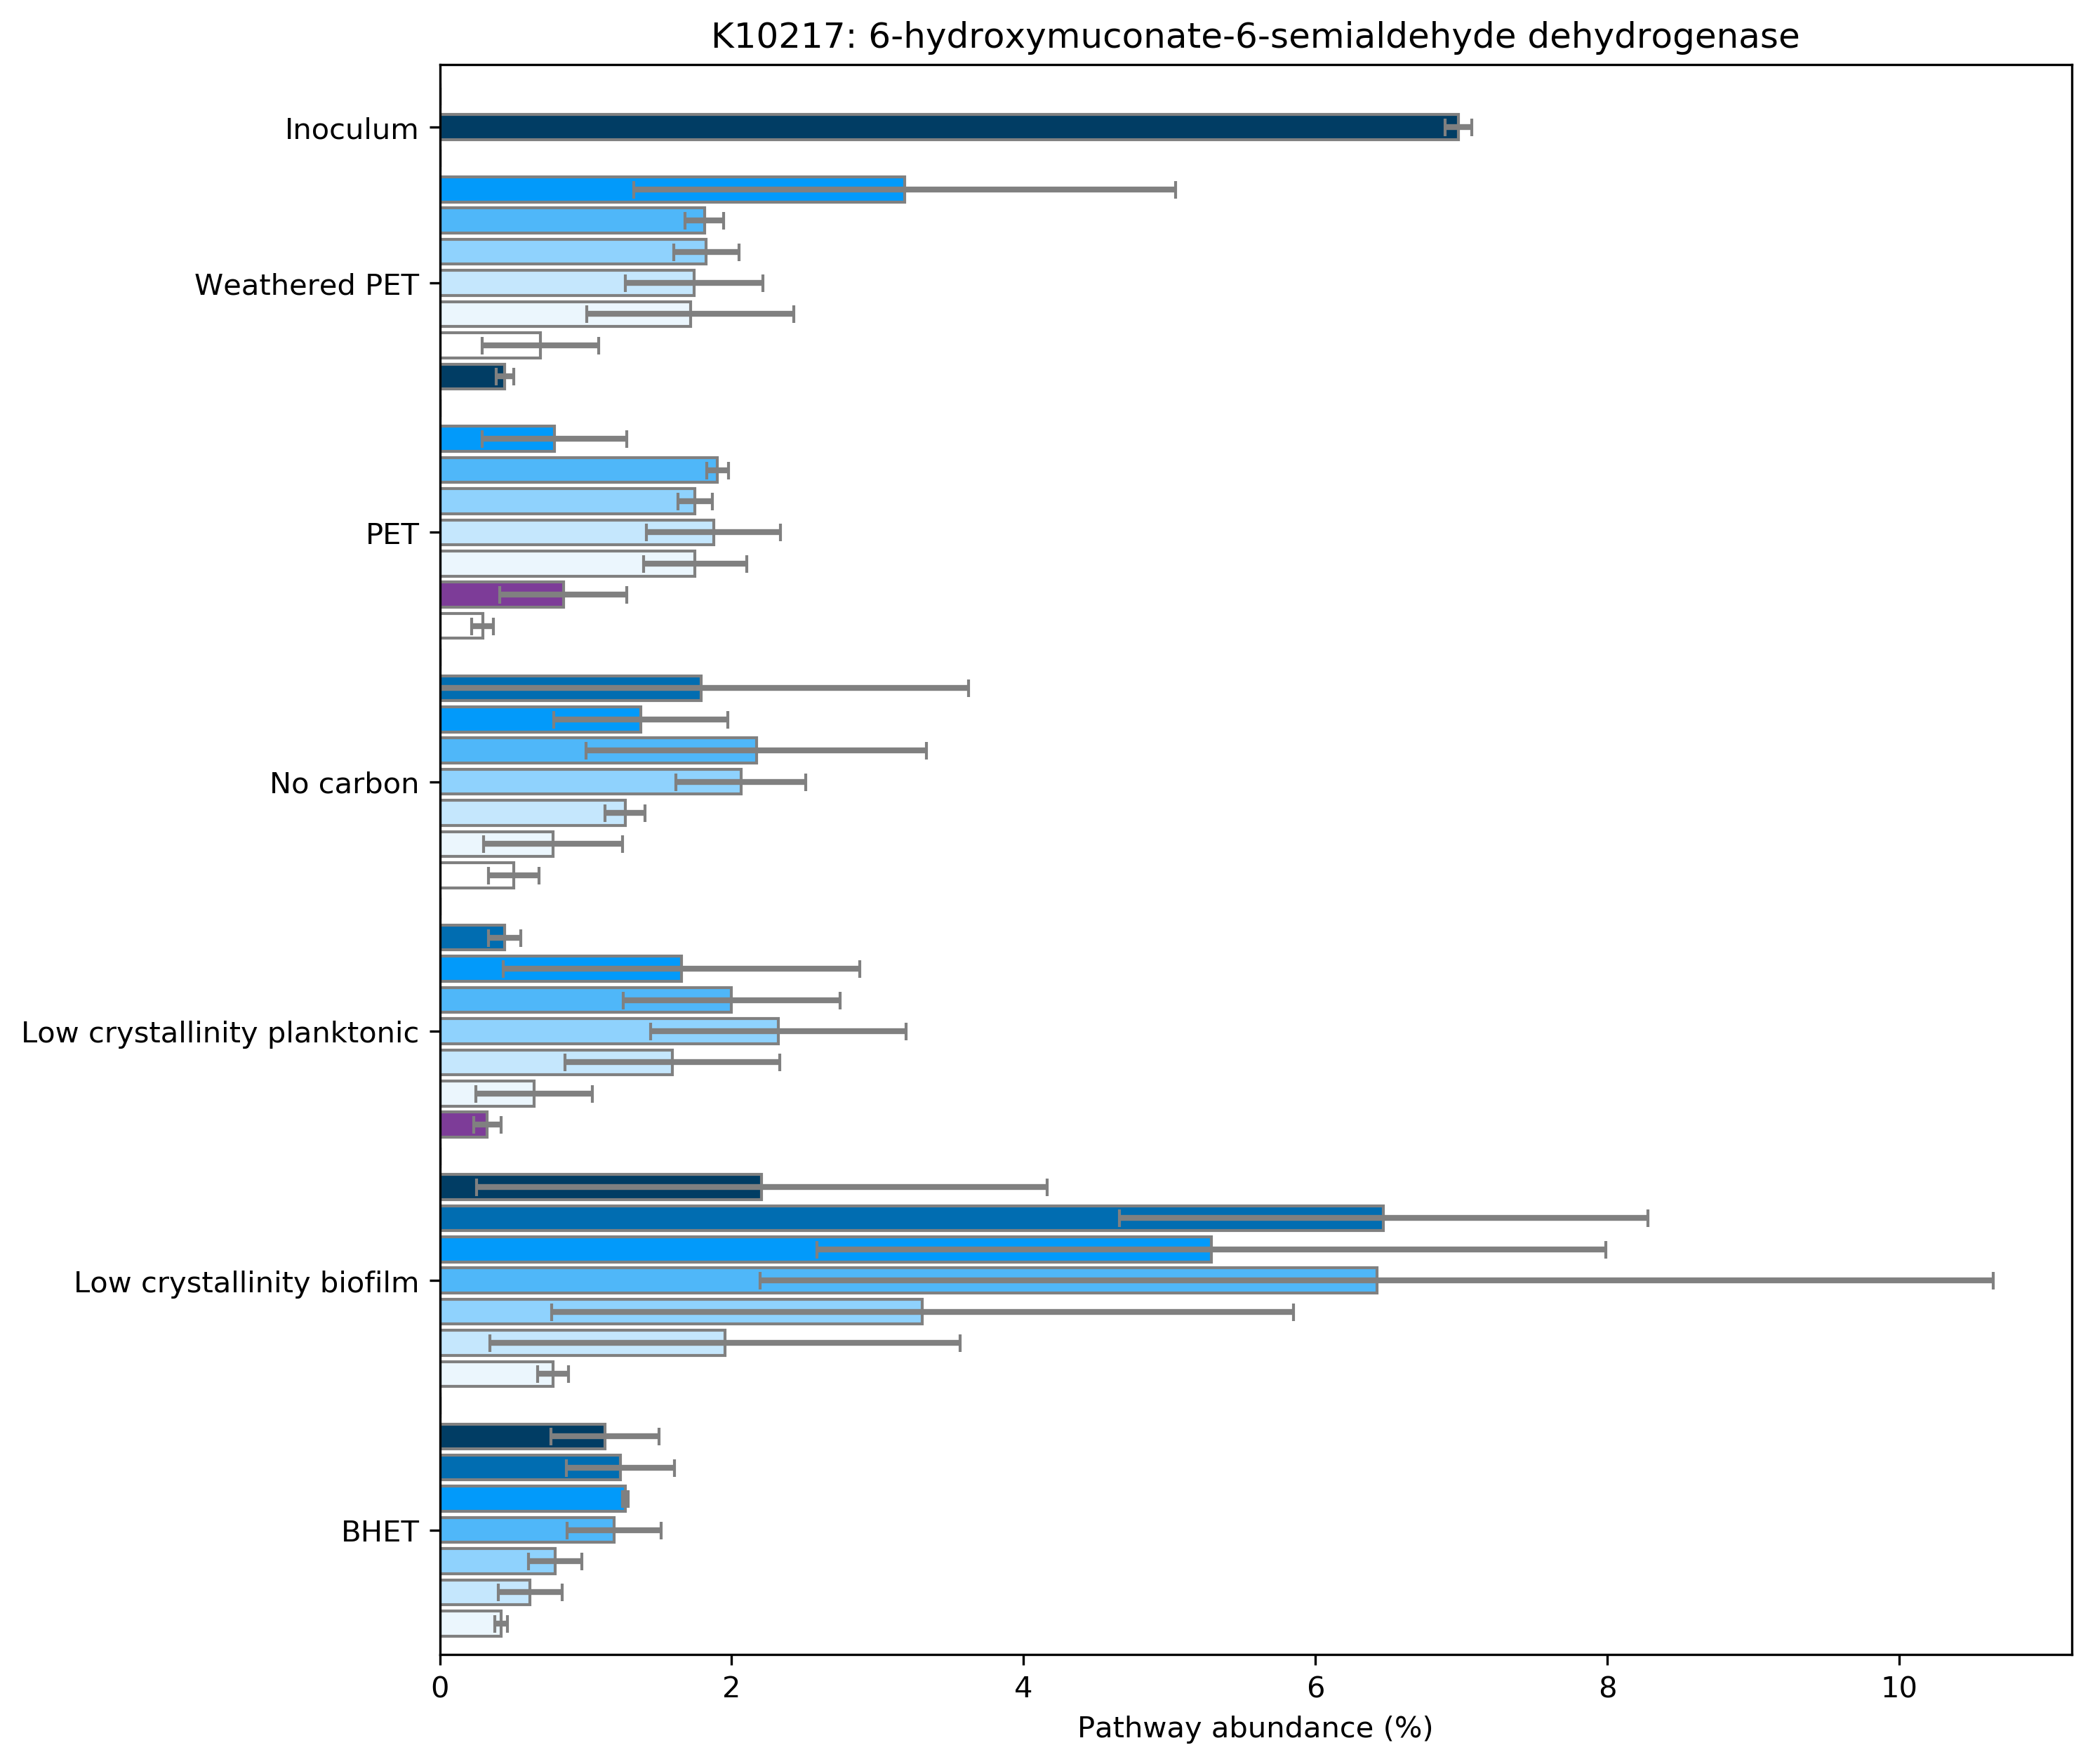 K10217: 6-hydroxymuconate-6-semialdehyde dehydrogenase
Inoculum
Weathered PET
PET
No carbon
Low crystallinity planktonic
Low crystallinity biofilm
BHET
0 2 4 6 8 10
Pathway abundance (%)